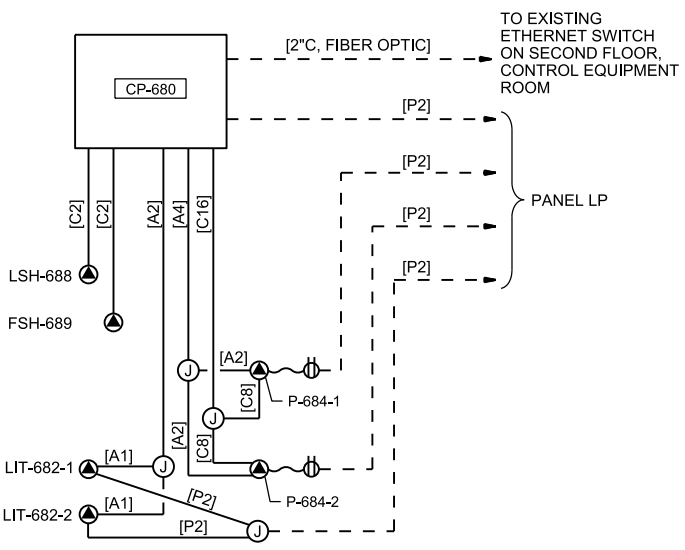 TO EXISTING
ETHERNET SWITCH
ON SECOND FLOOR,
CONTROL EQUIPMENT
ROOM
[2"C, FIBER OPTIC]
CP-680
[P2]
[P2]
[P2]
[P2]
PANEL LP
[C2]
[C2]
[A2]
[A4]
[C16]
LSH-688
FSH-689
J
[A2]
[C8]
P-684-1
J
[A2]
[C8]
LIT-682-1
[A1]
J
P-684-2
[P2]
LIT-682-2
[A1]
[P2]
J